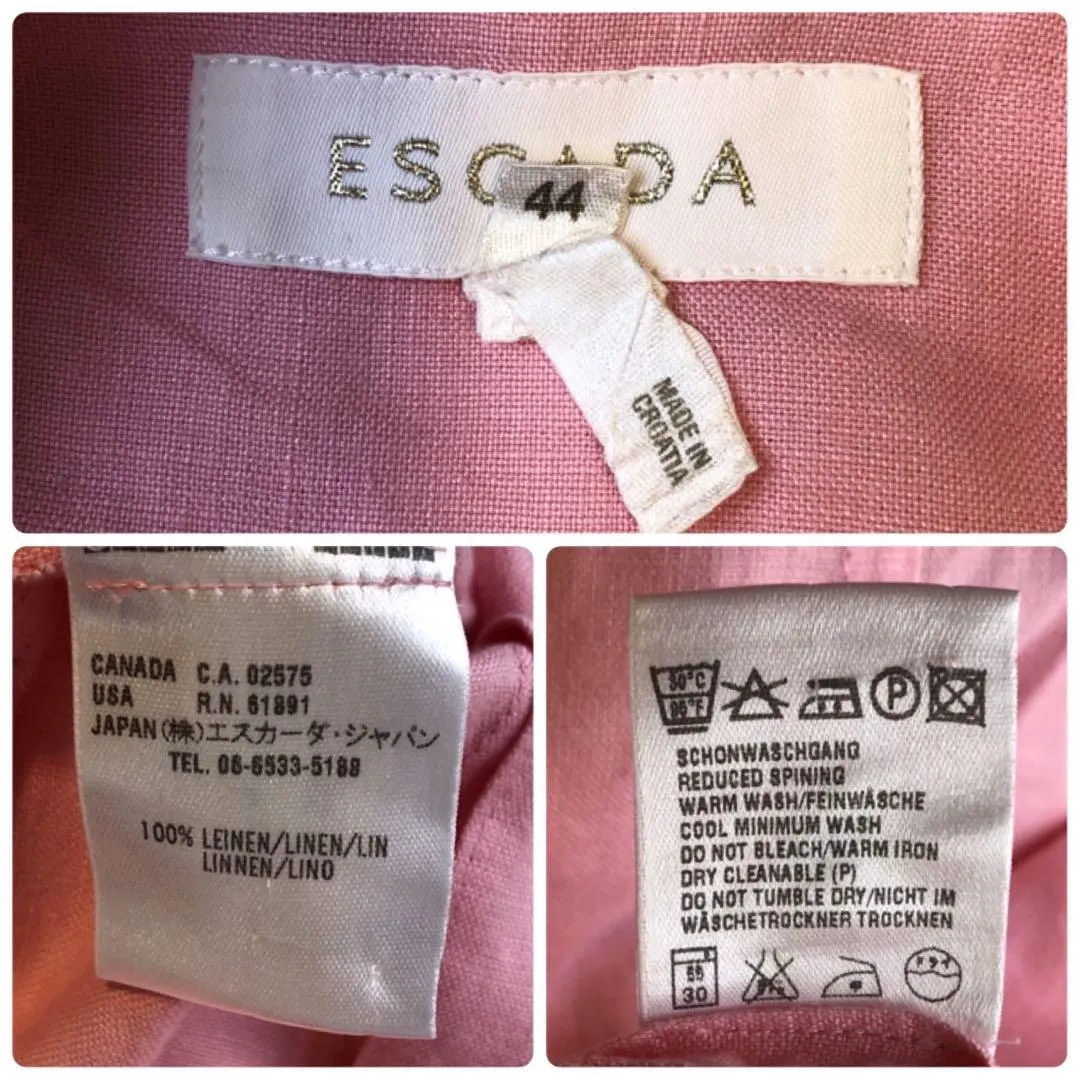 ESCADA
44
MADE IN
CROATIA
CANADA C.A. 02575
USA R.N. 61891
JAPAN (株)エスカーダ・ジャパン
TEL. 06-6533-5188
100% LEINEN/LINEN/LIN
LINNEN/LINO
30°C
P
SCHONWASCHGANG
REDUCED SPINING
WARM WASH/FEINWÄSCHE
COOL MINIMUM WASH
DO NOT BLEACH/WARM IRON
DRY CLEANABLE (P)
DO NOT TUMBLE DRY/NICHT IM
WÄSCHETROCKNER TROCKNEN
30
ドライ